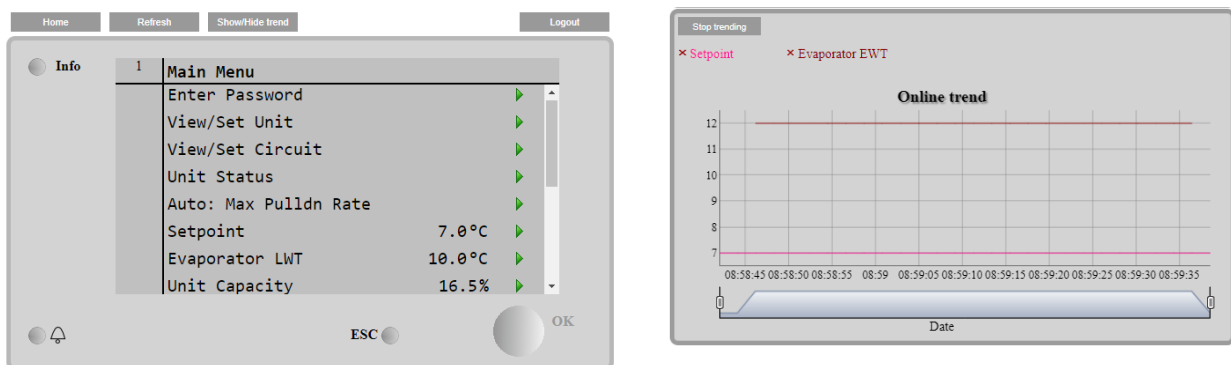 Home Refresh Show/Hide trend Logout
Info
1 Main Menu
Enter Password
View/Set Unit
View/Set Circuit
Unit Status
Auto: Max Pulldn Rate
Setpoint 7.0°C
Evaporator LWT 10.0°C
Unit Capacity 16.5%
ESC
OK
Stop trending
× Setpoint × Evaporator EWT
Online trend
12
11
10
9
8
7
08:58:45 08:58:50 08:58:55 08:59 08:59:05 08:59:10 08:59:15 08:59:20 08:59:25 08:59:30 08:59:35
Date